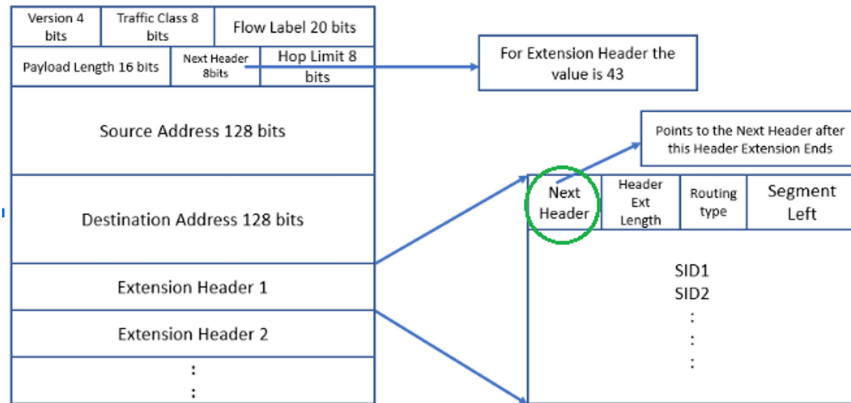 Version 4
bits
Traffic Class 8
bits
Flow Label 20 bits
Payload Length 16 bits
Next Header
8bits
Hop Limit 8
bits
For Extension Header the
value is 43
Source Address 128 bits
Points to the Next Header after
this Header Extension Ends
Destination Address 128 bits
Next
Header
Header
Ext
Length
Routing
type
Segment
Left
Extension Header 1
SID1
SID2
:
:
:
Extension Header 2
:
: